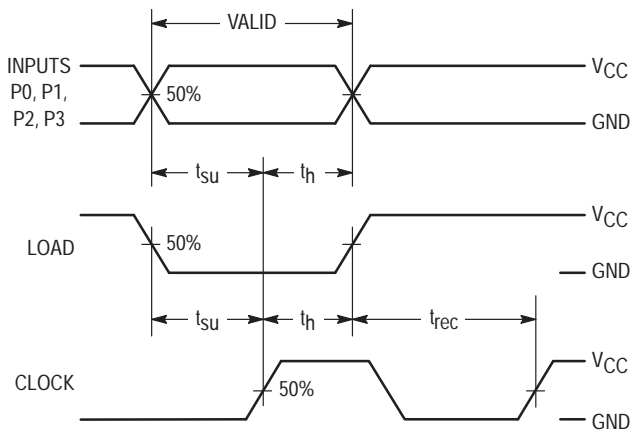 VALID
INPUTS
P0, P1,
P2, P3
50%
VCC
GND
tsu
th
LOAD
50%
VCC
GND
tsu
th
trec
CLOCK
50%
VCC
GND